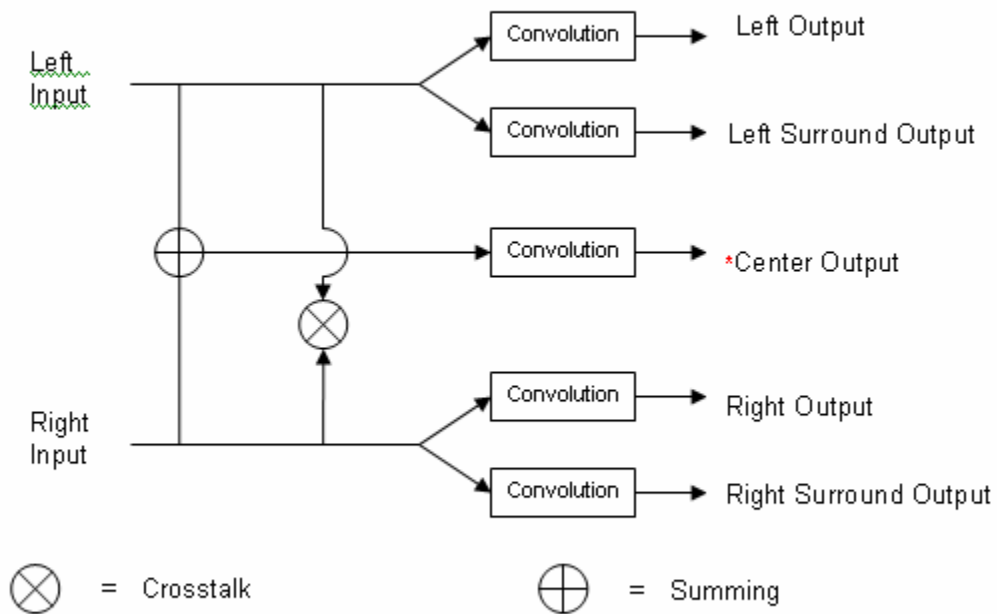 Convolution
Left Output
Left
Input
Convolution
Left Surround Output
Convolution
*Center Output
Convolution
Right Output
Right
Input
Convolution
Right Surround Output
= Crosstalk
= Summing